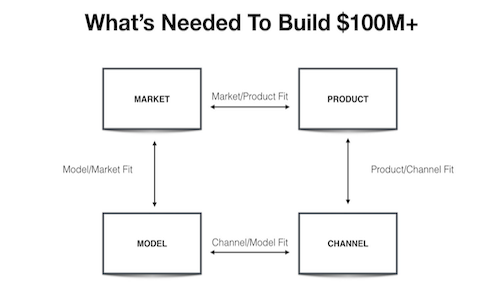 What's Needed To Build $100M+
MARKET
Market/Product Fit
PRODUCT
Model/Market Fit
Product/Channel Fit
MODEL
Channel/Model Fit
CHANNEL